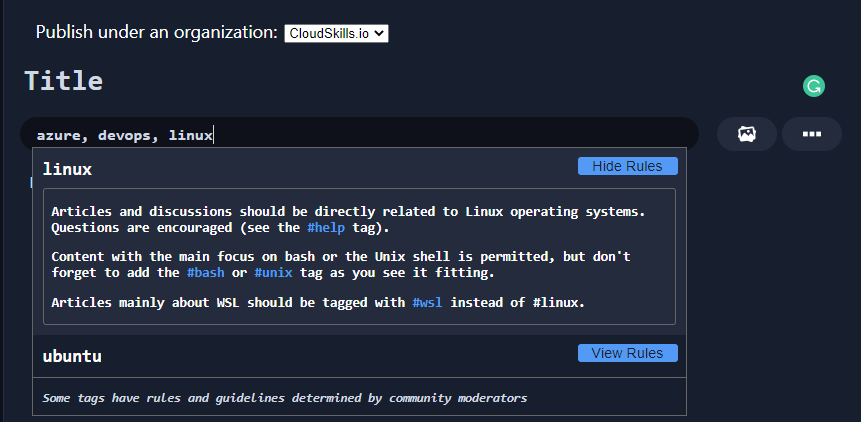 Publish under an organization: CloudSkills.io
Title
azure, devops, linux
linux
Hide Rules
Articles and discussions should be directly related to Linux operating systems.
Questions are encouraged (see the #help tag).
Content with the main focus on bash or the Unix shell is permitted, but don't
forget to add the #bash or #unix tag as you see it fitting.
Articles mainly about WSL should be tagged with #wsl instead of #linux.
ubuntu
View Rules
Some tags have rules and guidelines determined by community moderators